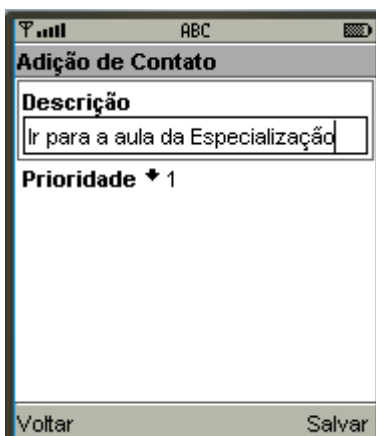 ABC
Adição de Contato
Descrição
Ir para a aula da Especialização
Prioridade 1
Voltar Salvar